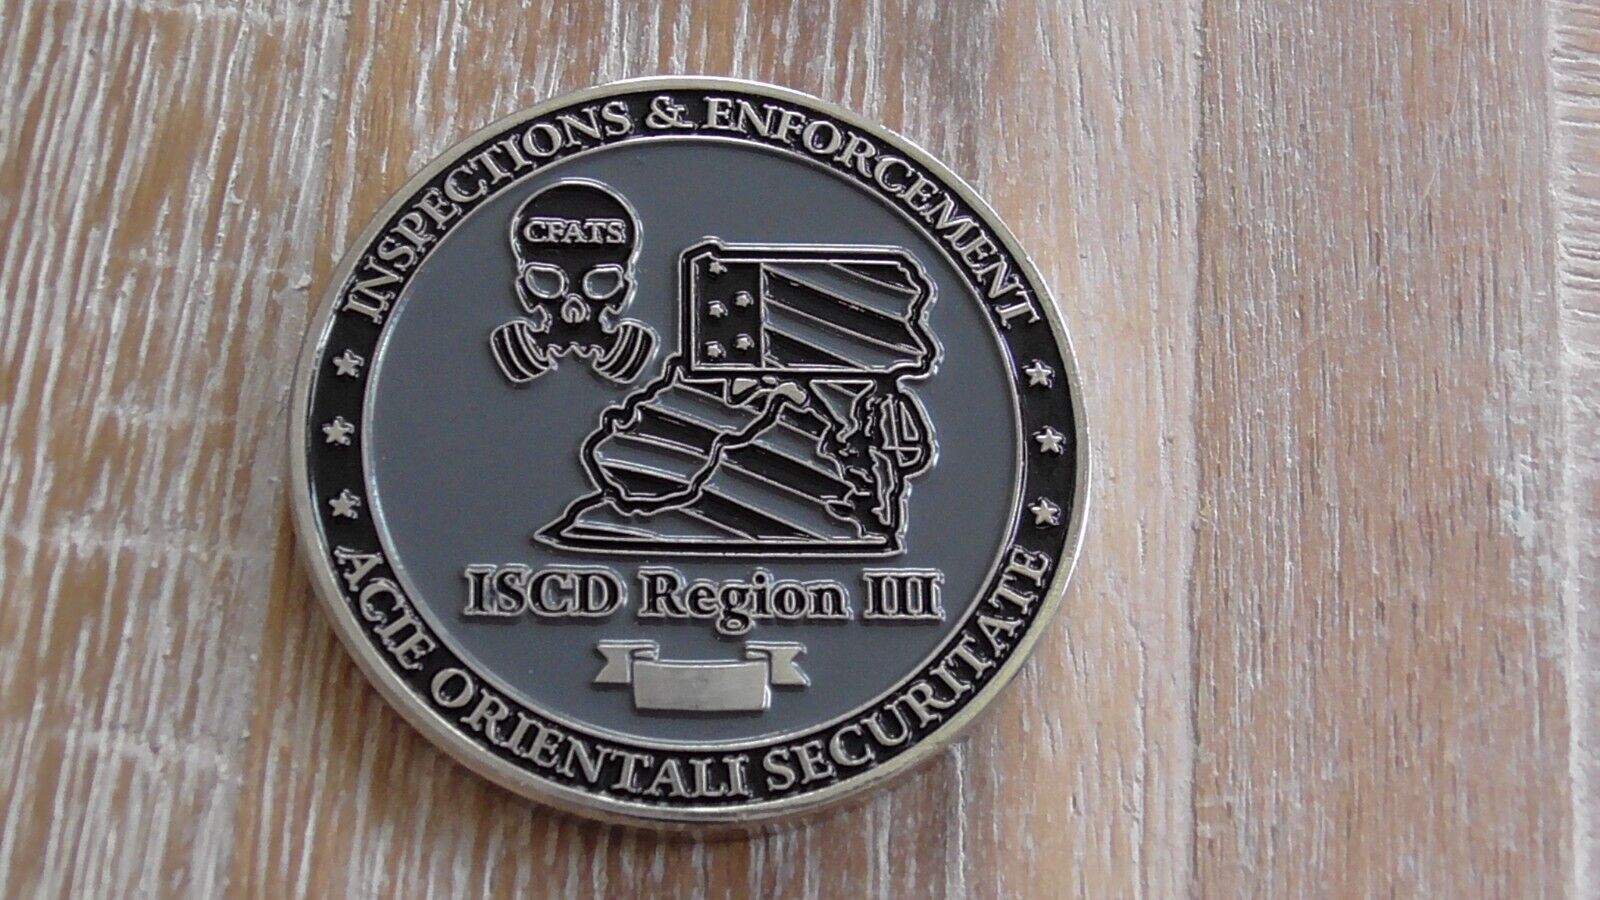 INSPECTIONS & ENFORCEMENT
CFATS
ISCD Region III
ACIE ORIENTALI SECURITATE